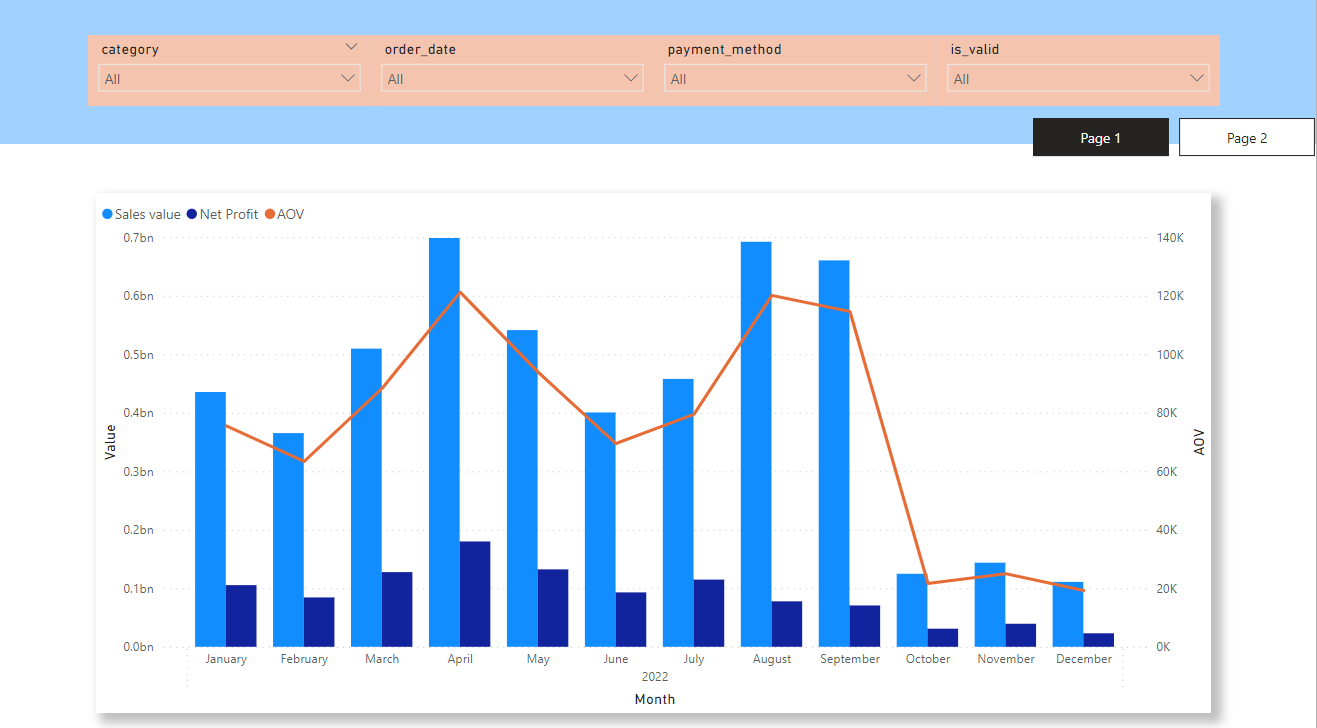 category order_date payment_method is_valid
All All All All
Page 1 Page 2
Sales value Net Profit AOV
0.7bn 140K
0.6bn 120K
0.5bn 100K
0.4bn 80K
Value AOV
0.3bn 60K
0.2bn 40K
0.1bn 20K
0.0bn 0K
January February March April May June July August September October November December
2022
Month